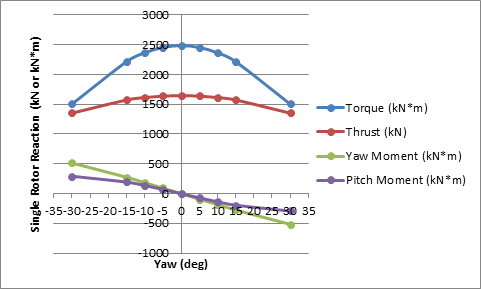 Single Rotor Reaction (kN or kN*m)
3000
2500
2000
1500
1000
500
0
-500
-1000
-35 -30 -25 -20 -15 -10 -5 0 5 10 15 20 25 30 35
Yaw (deg)
Torque (kN*m)
Thrust (kN)
Yaw Moment (kN*m)
Pitch Moment (kN*m)